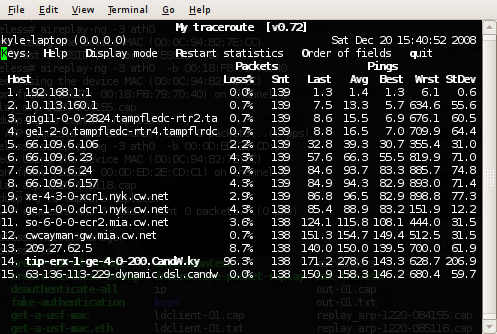 File Edit View Terminal Go Help
My traceroute [v0.72]
kyle-laptop (0.0.0.0) Sat Dec 20 15:40:52 2008
Keys: Help Display mode Restart statistics Order of fields quit
Packets Pings
Host Loss% Snt Last Avg Best Wrst StDev
1. 192.168.1.1 0.0% 139 1.3 1.4 1.3 6.1 0.6
2. 10.113.160.1 0.0% 139 7.5 13.3 5.7 634.6 55.6
3. gig11-0-0-2824.tampfledc-rtr2.ta 0.0% 139 8.6 15.5 6.9 676.1 60.5
4. ge1-2-0.tampfledc-rtr4.tampflrdc 0.0% 139 8.8 16.5 7.0 709.9 64.4
5. 66.109.6.106 2.2% 139 32.8 39.3 30.7 355.4 31.0
6. 66.109.6.23 4.3% 139 57.6 66.3 55.5 819.9 71.0
7. 66.109.6.24 0.7% 139 84.6 93.7 83.3 885.7 74.8
8. 66.109.6.157 4.3% 139 84.9 94.3 82.9 893.0 71.4
9. xe-4-3-0-xcr1.nyk.cw.net 2.9% 139 86.8 96.5 82.9 898.8 77.3
10. ge-1-0-0.dcr1.nyk.cw.net 4.3% 139 85.4 88.9 83.2 151.9 12.2
11. so-6-0-0-ecr2.mia.cw.net 3.6% 138 124.1 115.8 108.1 444.0 31.5
12. cwcayman-gw.mia.cw.net 0.7% 138 151.3 154.7 149.4 512.5 31.5
13. 209.27.62.5 8.7% 138 140.0 150.0 139.5 700.0 61.9
14. tip-erx-1-ge-4-0-200.CandW.ky 96.3% 138 171.2 278.6 143.3 628.7 206.9
15. 63-136-113-229-dynamic.dsl.candw 0.0% 138 150.9 158.3 146.2 680.4 59.7
deauthenticate-all ip out-01.cap
fake-authentication keys out-01.txt
get-a-usf-mac ldclient-01.cap replay_arp-1220-084155.cap
get-a-usf-mac.eth ldclient-01.txt replay_arp-1220-085118.cap